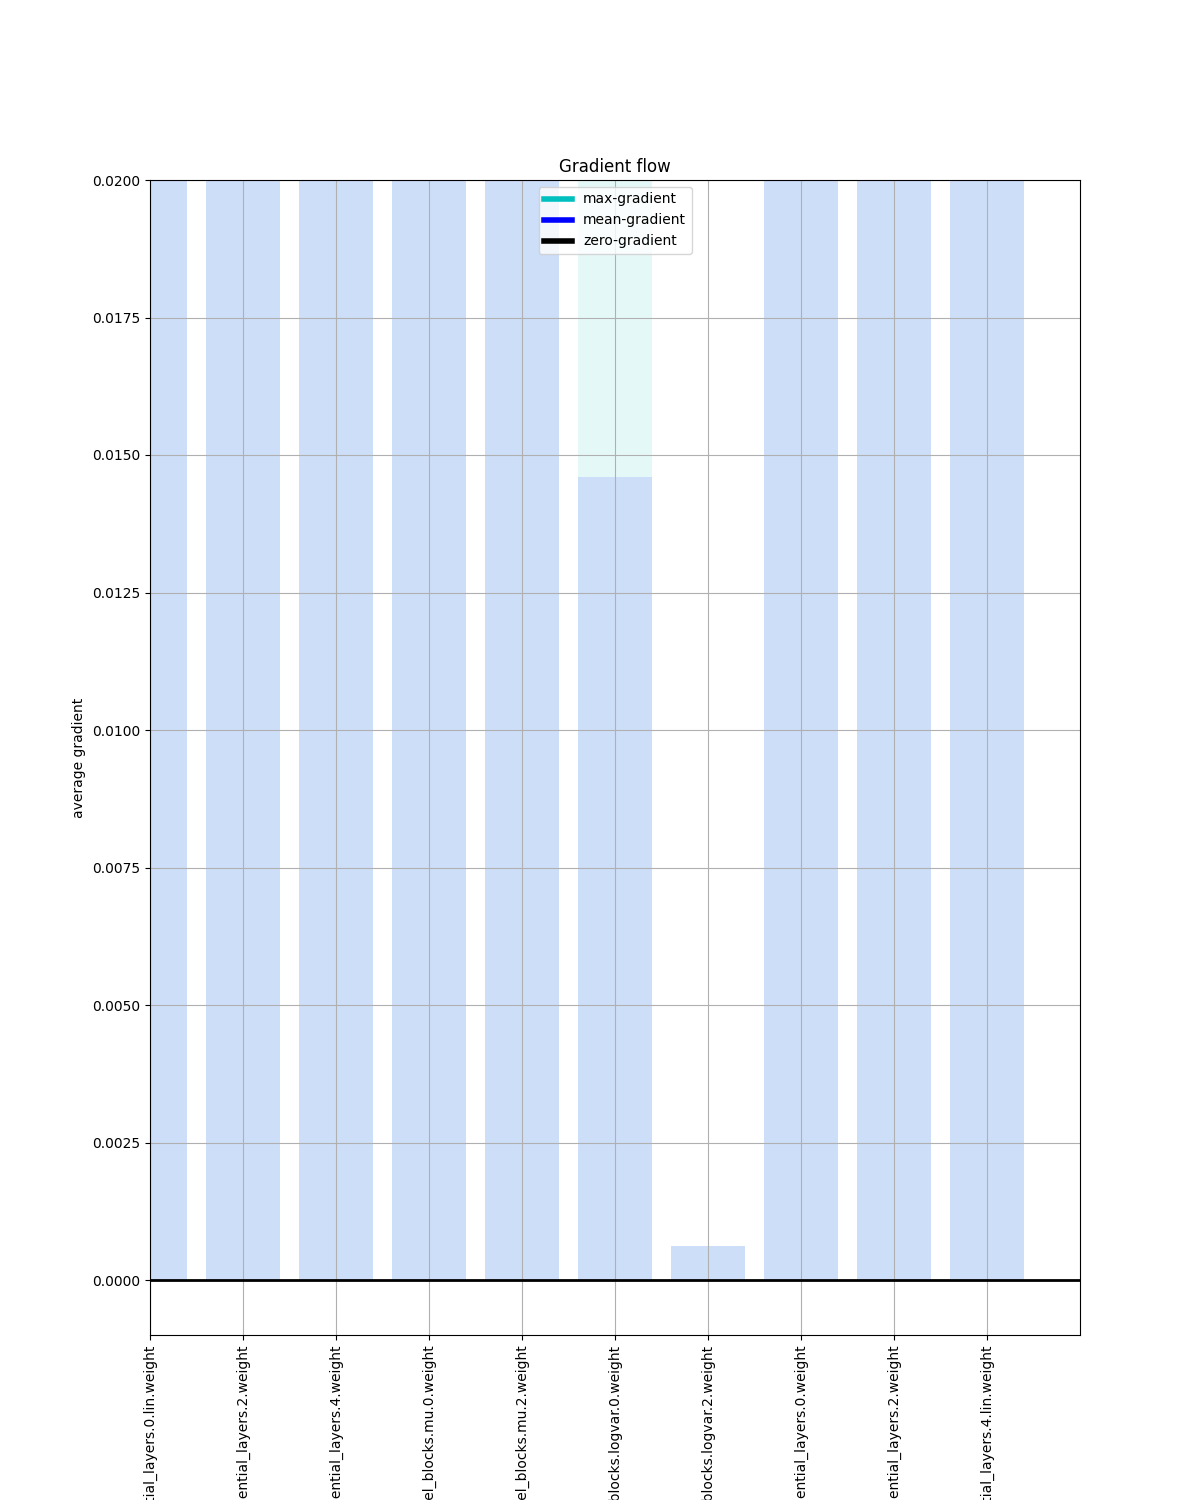 Gradient flow
max-gradient
mean-gradient
zero-gradient
0.0200
0.0175
0.0150
0.0125
0.0100
0.0075
0.0050
0.0025
0.0000
average gradient
tial_layers.0.lin.weight
ential_layers.2.weight
ential_layers.4.weight
el_blocks.mu.0.weight
el_blocks.mu.2.weight
blocks.logvar.0.weight
blocks.logvar.2.weight
ential_layers.0.weight
ential_layers.2.weight
tial_layers.4.lin.weight